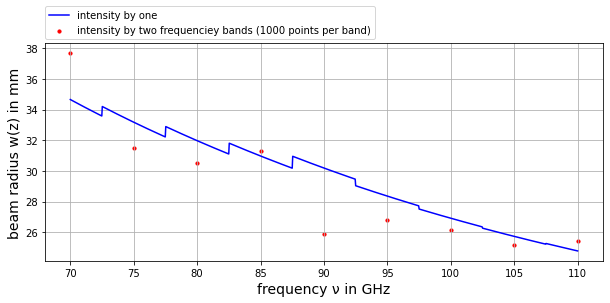 intensity by one
intensity by two frequenciey bands (1000 points per band)
38
36
34
32
30
28
26
beam radius w(z) in mm
70 75 80 85 90 95 100 105 110
frequency ν in GHz